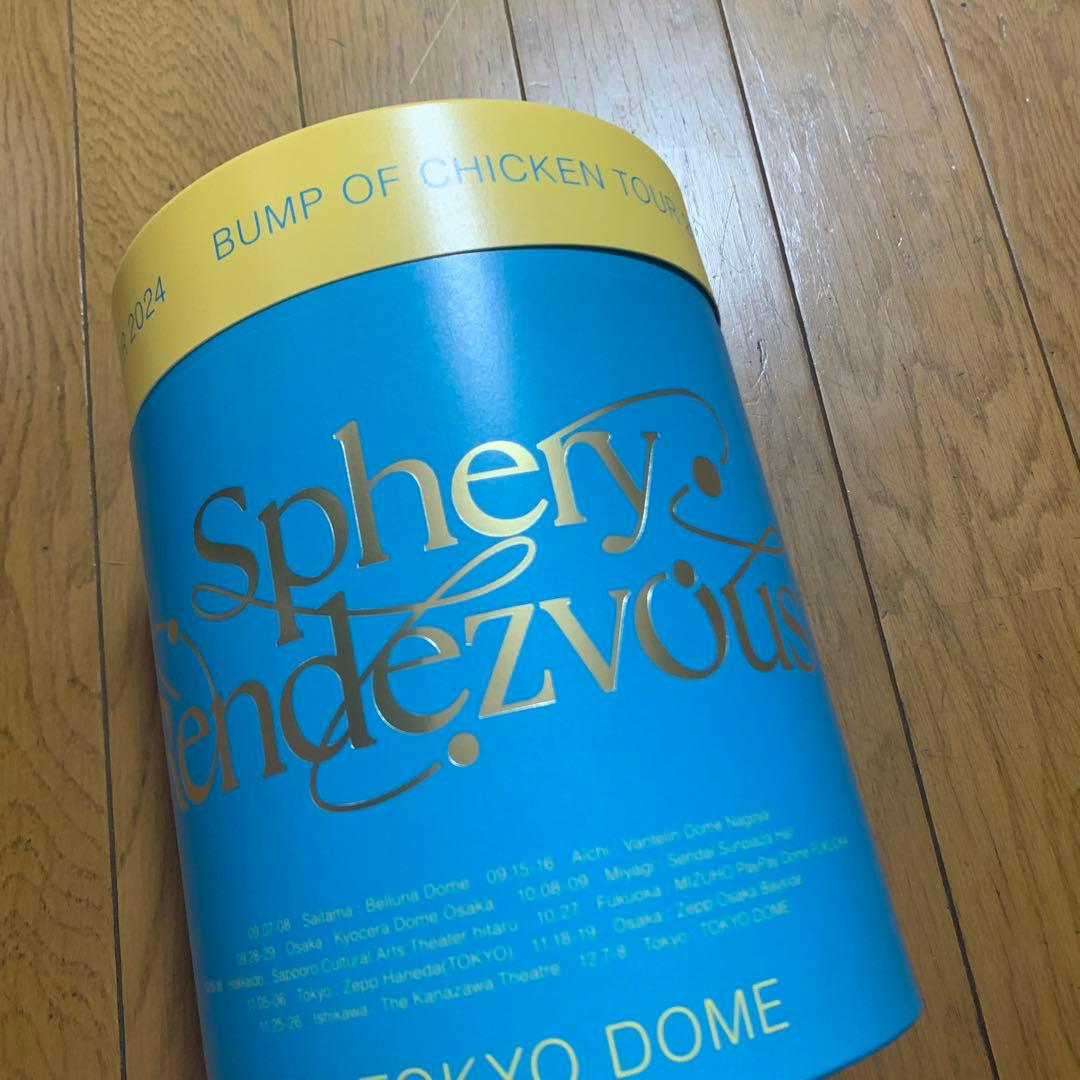 R 2024 BUMP OF CHICKEN TOUR
Sphery
Rendezvous
09.07-08 Saitama : Belluna Dome 09.15-16 Aichi : Vantelin Dome Nagoya
09.28-29 Osaka : Kyocera Dome Osaka 10.08-09 Miyagi : Sendai Sunplaza Hall
Hokkaido : Sapporo Cultural Arts Theater hitaru 10.27 Fukuoka : MIZUHO PayPay Dome FUKUOKA
11.05-06 Tokyo : Zepp Haneda(TOKYO) 11.18-19 Osaka : Zepp Osaka Bayside
11.25-26 Ishikawa : The Kanazawa Theatre 12.7-8 Tokyo : TOKYO DOME
TOKYO DOME